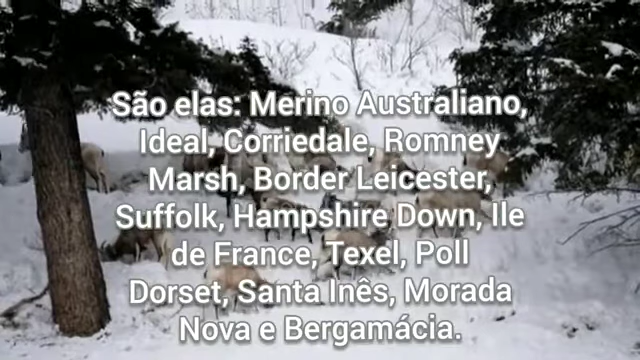 São elas: Merino Australiano,
Ideal, Corriedale, Romney
Marsh, Border Leicester,
Suffolk, Hampshire Down, Ile
de France, Texel, Poll
Dorset, Santa Inês, Morada
Nova e Bergamácia.